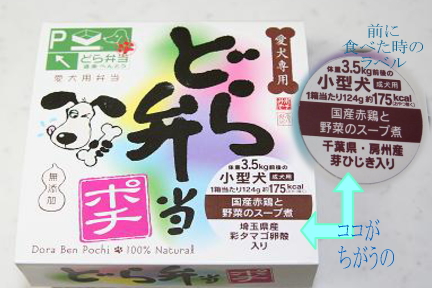 P
どら弁当
道楽べんとう
愛犬用弁当
愛犬専用
どら
弁当
ポチ
無添加
体重3.5kg前後の
小型犬 成犬用
1箱当たり124g 約175kcal
国産赤鶏と
野菜のスープ煮
埼玉県産
彩タマゴ卵殻
入り
Dora Ben Pochi 100% Natural
前に
食べた時の
ラベル
体重3.5kg前後の
小型犬 成犬用
1箱当たり124g 約175kcal
国産赤鶏と
野菜のスープ煮
千葉県・房州産
芽ひじき入り
ココが
ちがうの